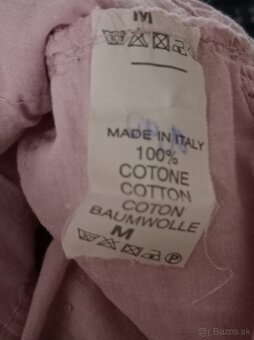 M
MADE IN ITALY
100%
COTONE
COTTON
COTON
BAUMWOLLE
M
P
Bazos.sk